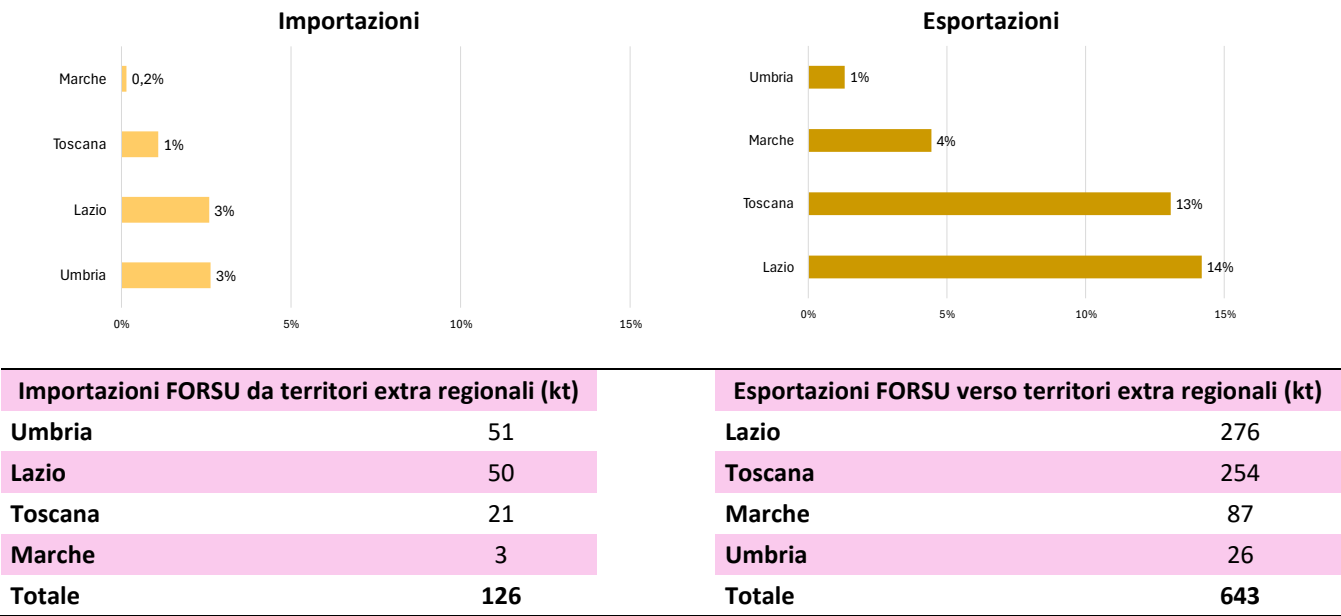 Importazioni
Marche 0,2%
Toscana 1%
Lazio 3%
Umbria 3%
0% 5% 10% 15%
Esportazioni
Umbria 1%
Marche 4%
Toscana 13%
Lazio 14%
0% 5% 10% 15%
Importazioni FORSU da territori extra regionali (kt)
Umbria 51
Lazio 50
Toscana 21
Marche 3
Totale 126
Esportazioni FORSU verso territori extra regionali (kt)
Lazio 276
Toscana 254
Marche 87
Umbria 26
Totale 643